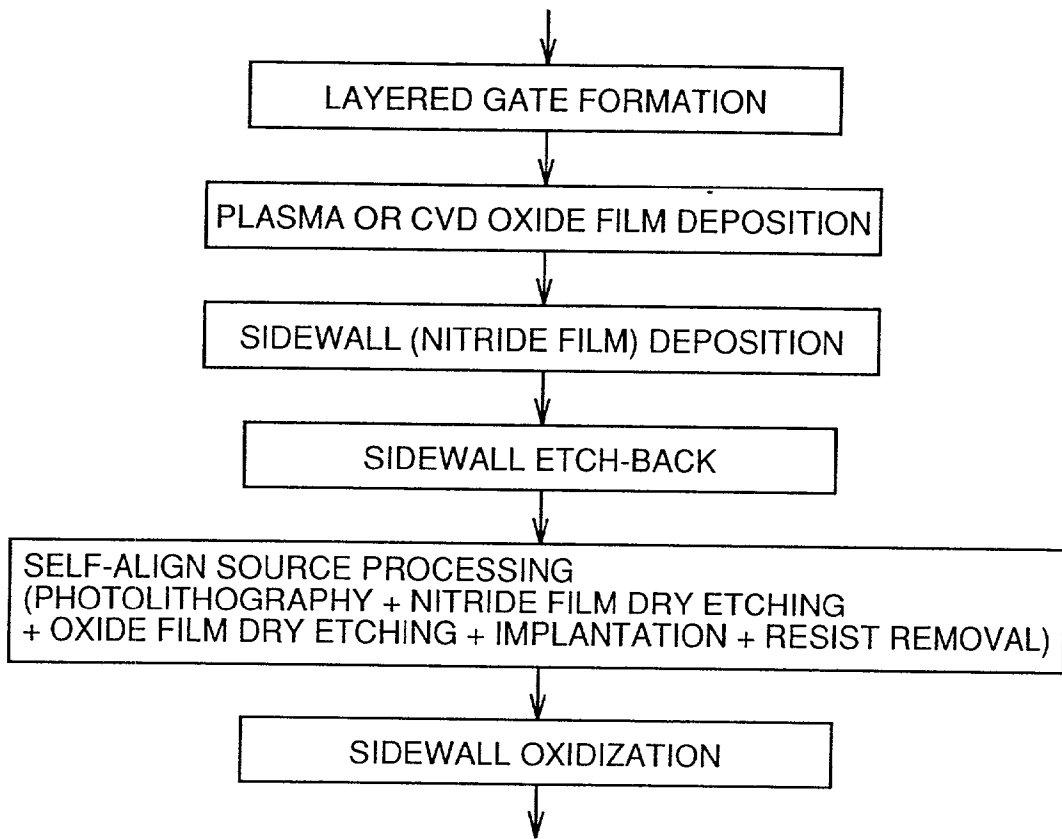 LAYERED GATE FORMATION
PLASMA OR CVD OXIDE FILM DEPOSITION
SIDEWALL (NITRIDE FILM) DEPOSITION
SIDEWALL ETCH-BACK
SELF-ALIGN SOURCE PROCESSING
(PHOTOLITHOGRAPHY + NITRIDE FILM DRY ETCHING
+ OXIDE FILM DRY ETCHING + IMPLANTATION + RESIST REMOVAL)
SIDEWALL OXIDIZATION